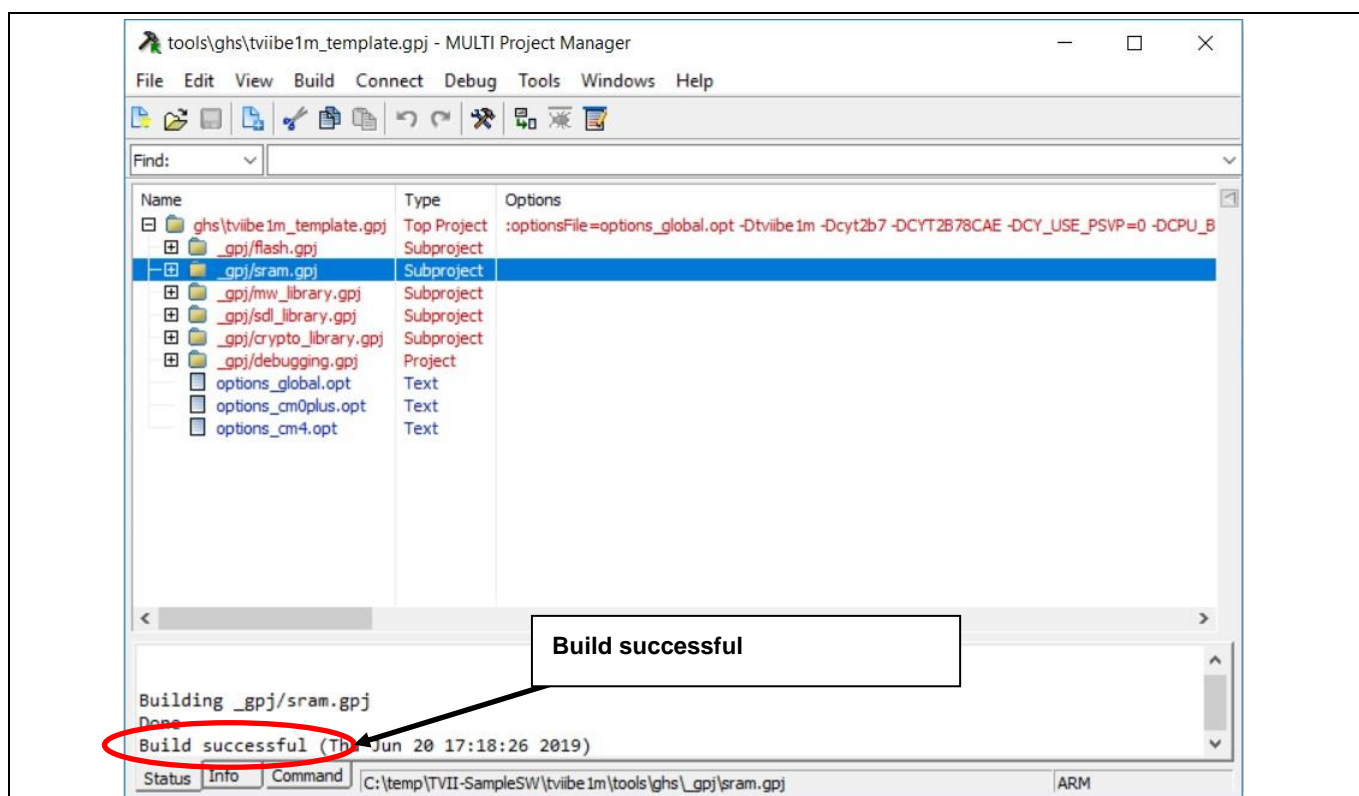 tools\ghs\tviibe1m_template.gpj - MULTI Project Manager
File Edit View Build Connect Debug Tools Windows Help
Find:
Name Type Options
ghs\tviibe1m_template.gpj Top Project :optionsFile=options_global.opt -Dtviibe1m -Dcyt2b7 -DCYT2B78CAE -DCY_USE_PSVP=0 -DCPU_B
_gpj/flash.gpj Subproject
_gpj/sram.gpj Subproject
_gpj/mw_library.gpj Subproject
_gpj/sdl_library.gpj Subproject
_gpj/crypto_library.gpj Subproject
_gpj/debugging.gpj Project
options_global.opt Text
options_cm0plus.opt Text
options_cm4.opt Text
Build successful
Building _gpj/sram.gpj
Done
Build successful (Thu Jun 20 17:18:26 2019)
Status Info Command C:\temp\TVII-SampleSW\tviibe1m\tools\ghs\_gpj\sram.gpj ARM